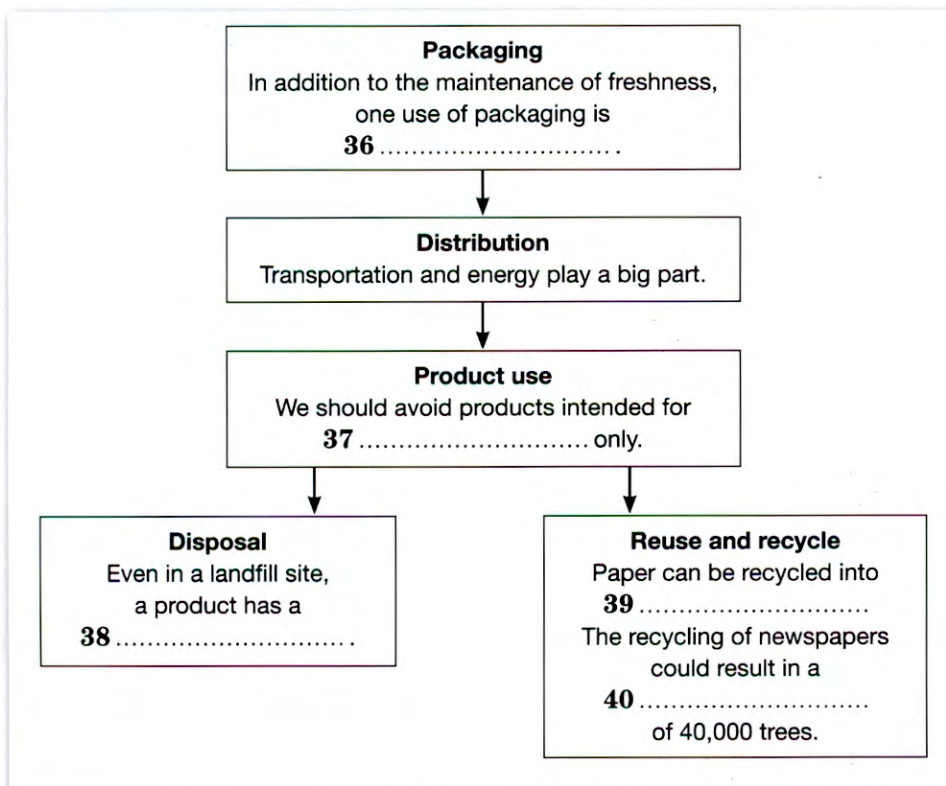 Packaging
In addition to the maintenance of freshness,
one use of packaging is
36 ............................. .
Distribution
Transportation and energy play a big part.
Product use
We should avoid products intended for
37 ............................. only.
Disposal
Even in a landfill site,
a product has a
38 ............................. .
Reuse and recycle
Paper can be recycled into
39 .............................
The recycling of newspapers
could result in a
40 .............................
of 40,000 trees.